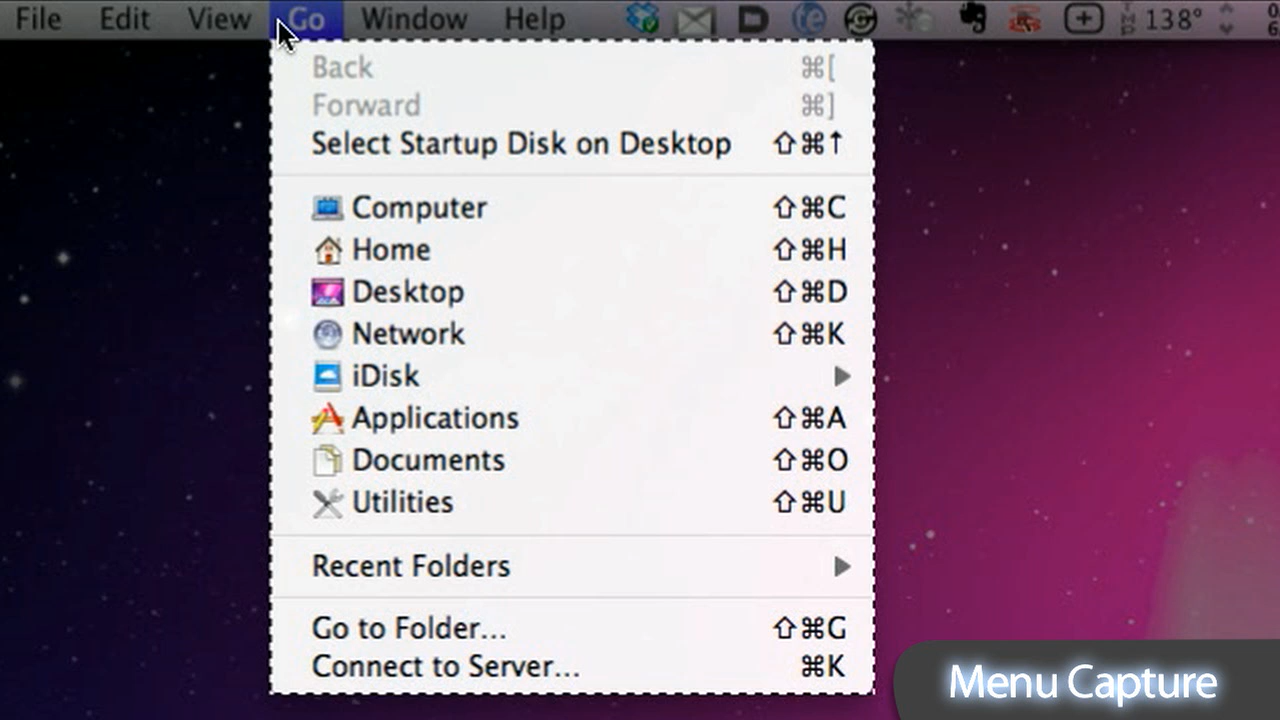 File Edit View Go Window Help 138°
Back ⌘[
Forward ⌘]
Select Startup Disk on Desktop ⇧⌘↑
Computer ⇧⌘C
Home ⇧⌘H
Desktop ⇧⌘D
Network ⇧⌘K
iDisk ▶
Applications ⇧⌘A
Documents ⇧⌘O
Utilities ⇧⌘U
Recent Folders ▶
Go to Folder... ⇧⌘G
Connect to Server... ⌘K
Menu Capture